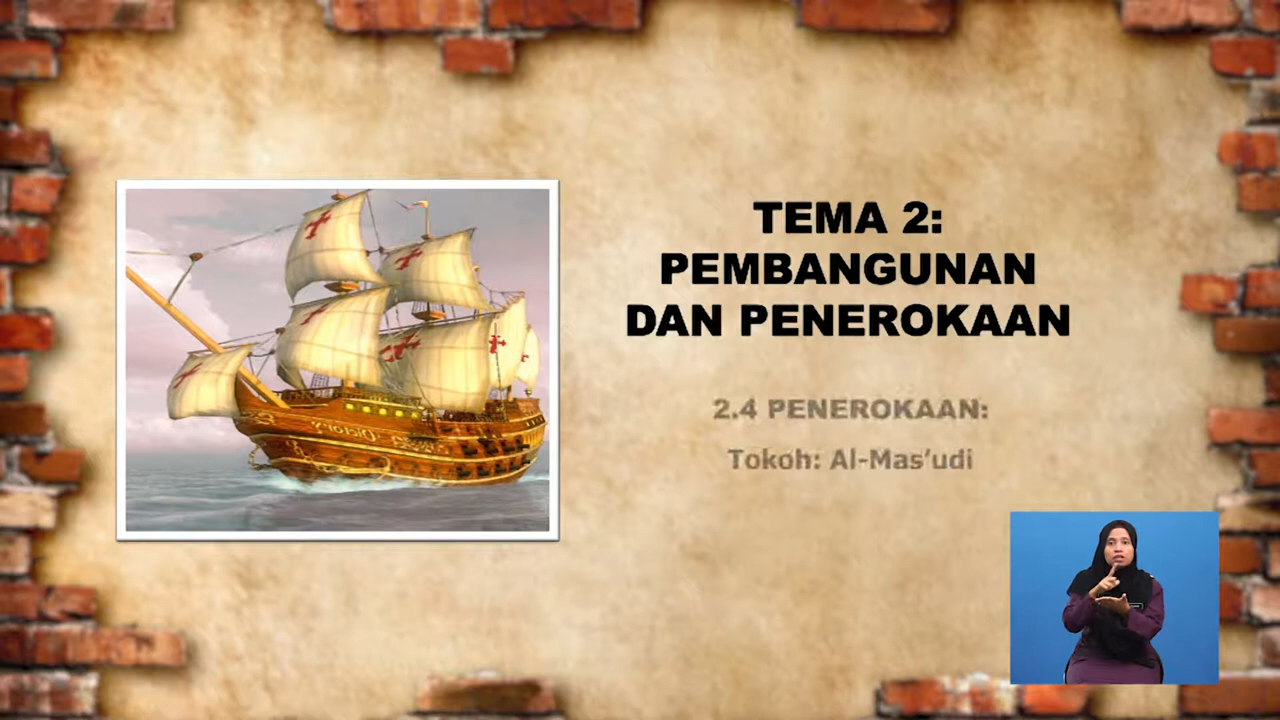 TEMA 2:
PEMBANGUNAN
DAN PENEROKAAN
2.4 PENEROKAAN:
Tokoh: Al-Mas’udi